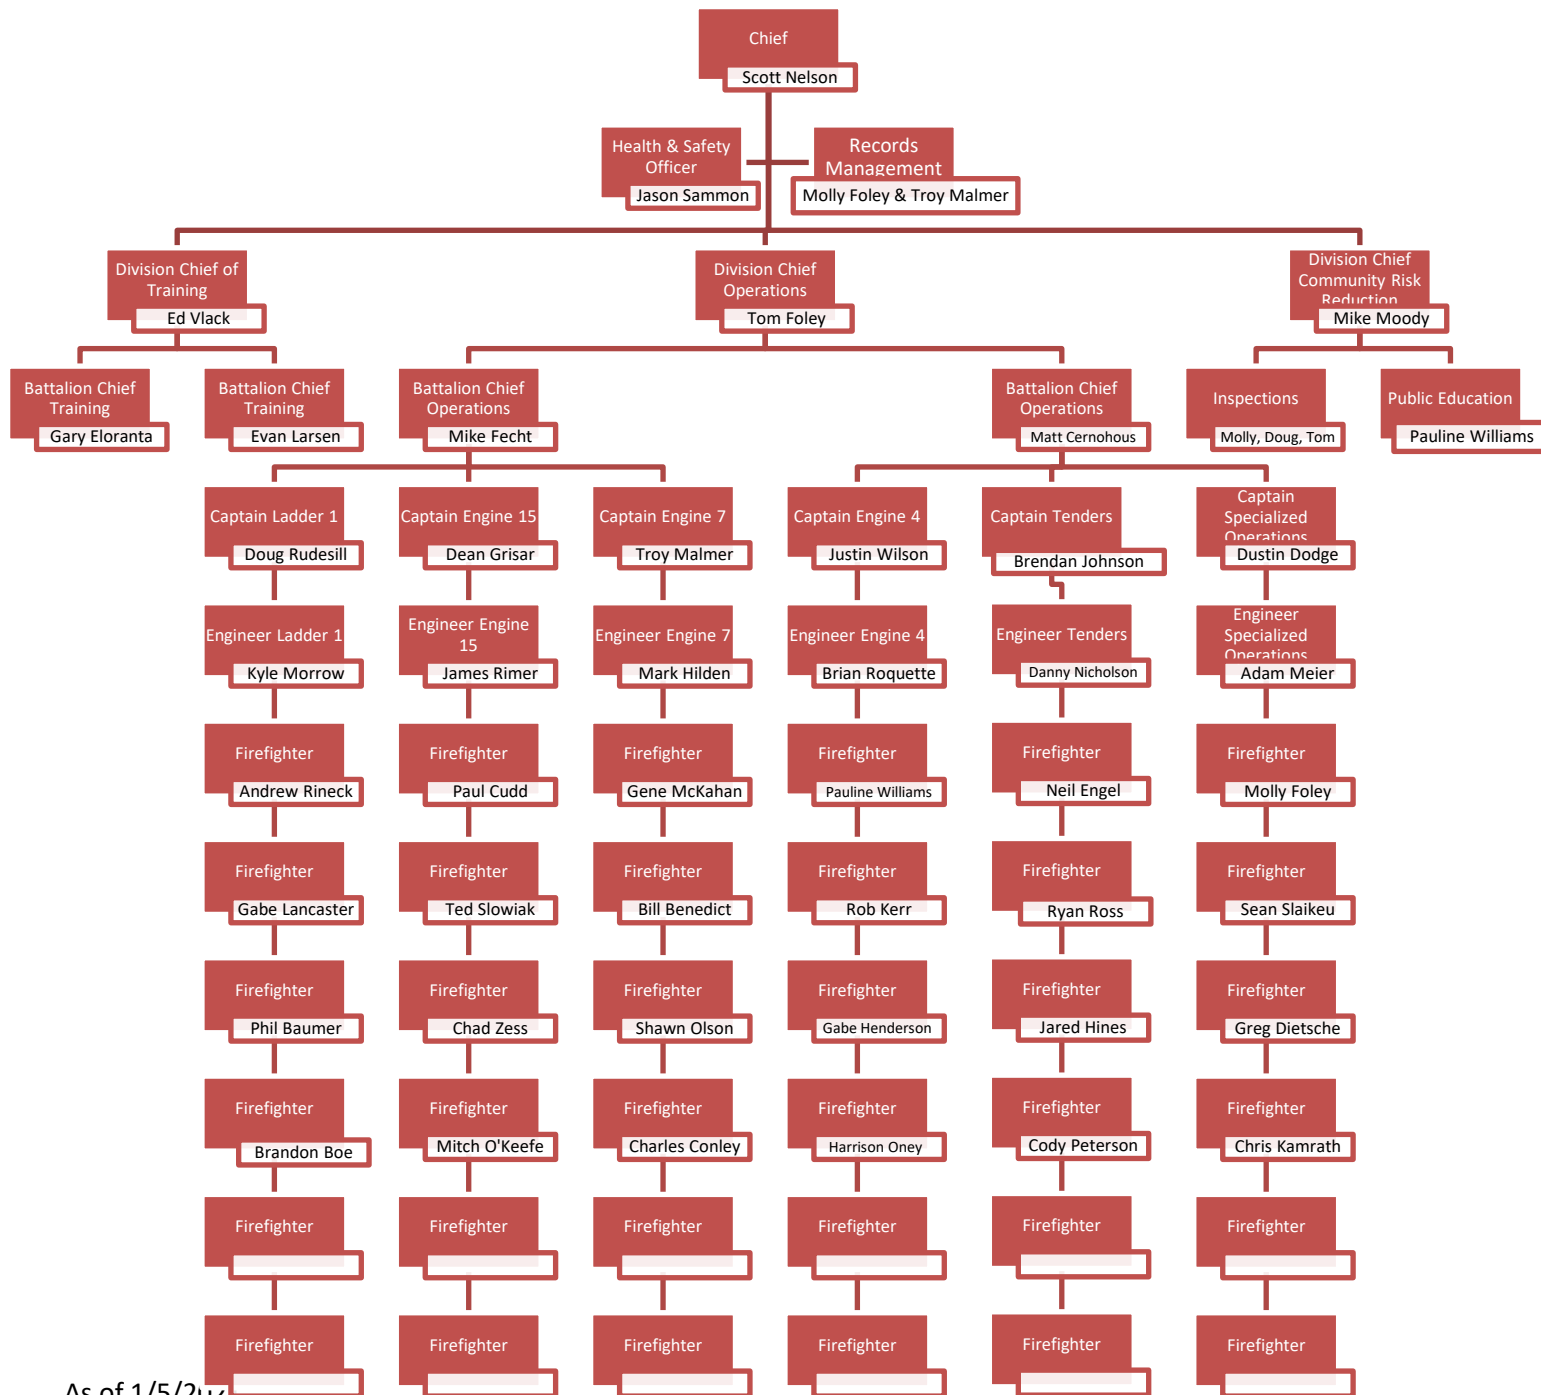 Chief
Scott Nelson
Health & Safety
Officer
Jason Sammon
Records
Management
Molly Foley & Troy Malmer
Division Chief of
Training
Ed Vlack
Division Chief
Operations
Tom Foley
Division Chief
Community Risk
Reduction
Mike Moody
Battalion Chief
Training
Gary Eloranta
Battalion Chief
Training
Evan Larsen
Battalion Chief
Operations
Mike Fecht
Battalion Chief
Operations
Matt Cernohous
Inspections
Molly, Doug, Tom
Public Education
Pauline Williams
Captain Ladder 1
Doug Rudesill
Captain Engine 15
Dean Grisar
Captain Engine 7
Troy Malmer
Captain Engine 4
Justin Wilson
Captain Tenders
Brendan Johnson
Captain
Specialized
Operations
Dustin Dodge
Engineer Ladder 1
Kyle Morrow
Engineer Engine
15
James Rimer
Engineer Engine 7
Mark Hilden
Engineer Engine 4
Brian Roquette
Engineer Tenders
Danny Nicholson
Engineer
Specialized
Operations
Adam Meier
Firefighter
Andrew Rineck
Firefighter
Paul Cudd
Firefighter
Gene McKahan
Firefighter
Pauline Williams
Firefighter
Neil Engel
Firefighter
Molly Foley
Firefighter
Gabe Lancaster
Firefighter
Ted Slowiak
Firefighter
Bill Benedict
Firefighter
Rob Kerr
Firefighter
Ryan Ross
Firefighter
Sean Slaikeu
Firefighter
Phil Baumer
Firefighter
Chad Zess
Firefighter
Shawn Olson
Firefighter
Gabe Henderson
Firefighter
Jared Hines
Firefighter
Greg Dietsche
Firefighter
Brandon Boe
Firefighter
Mitch O'Keefe
Firefighter
Charles Conley
Firefighter
Harrison Oney
Firefighter
Cody Peterson
Firefighter
Chris Kamrath
Firefighter
Firefighter
Firefighter
Firefighter
Firefighter
Firefighter
Firefighter
Firefighter
Firefighter
Firefighter
Firefighter
Firefighter
As of